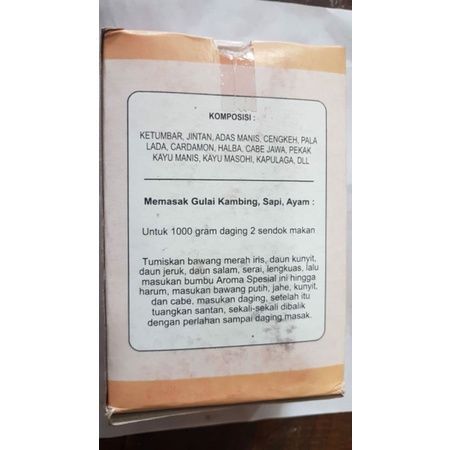 KOMPOSISI :
KETUMBAR, JINTAN, ADAS MANIS, CENGKEH, PALA
LADA, CARDAMON, HALBA, CABE JAWA, PEKAK
KAYU MANIS, KAYU MASOHI, KAPULAGA, DLL
Memasak Gulai Kambing, Sapi, Ayam :
Untuk 1000 gram daging 2 sendok makan
Tumiskan bawang merah iris, daun kunyit,
daun jeruk, daun salam, serai, lengkuas, lalu
masukan bumbu Aroma Spesial ini hingga
harum, masukan bawang putih, jahe, kunyit,
dan cabe, masukan daging, setelah itu
tuangkan santan, sekali-sekali dibalik
dengan perlahan sampai daging masak.